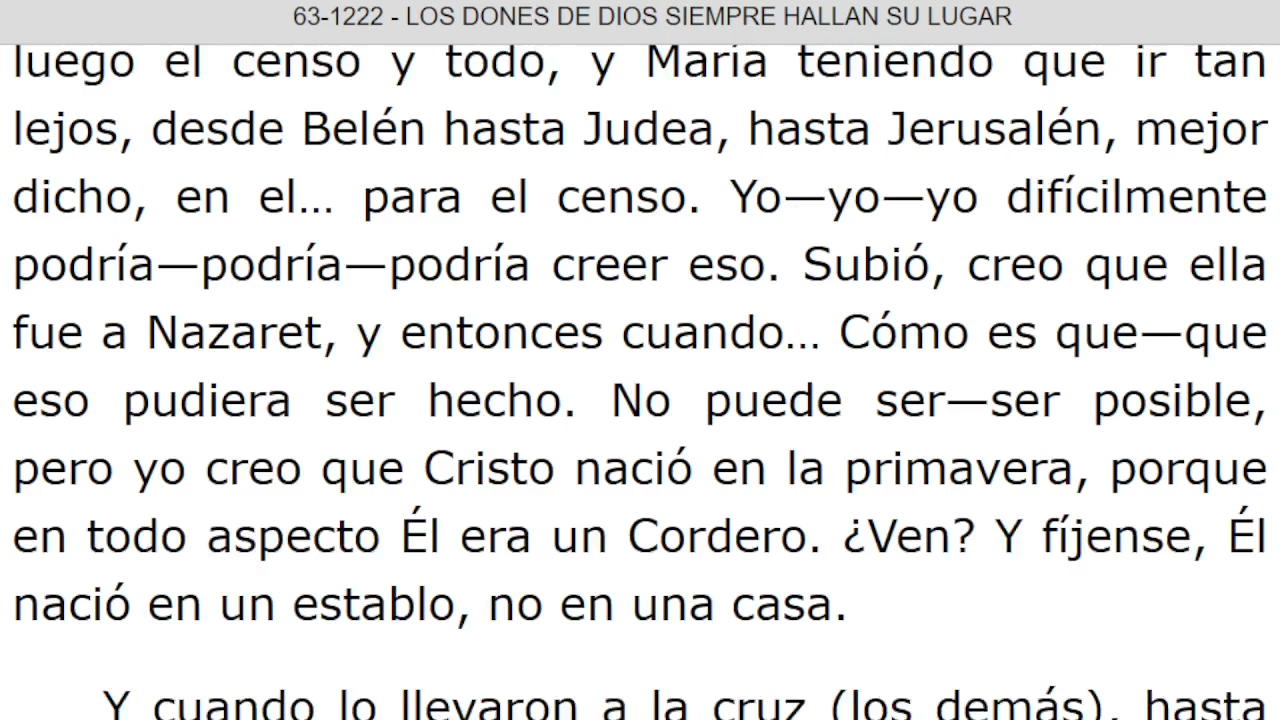 63-1222 - LOS DONES DE DIOS SIEMPRE HALLAN SU LUGAR
luego el censo y todo, y María teniendo que ir tan
lejos, desde Belén hasta Judea, hasta Jerusalén, mejor
dicho, en el… para el censo. Yo—yo—yo difícilmente
podría—podría—podría creer eso. Subió, creo que ella
fue a Nazaret, y entonces cuando… Cómo es que—que
eso pudiera ser hecho. No puede ser—ser posible,
pero yo creo que Cristo nació en la primavera, porque
en todo aspecto Él era un Cordero. ¿Ven? Y fíjense, Él
nació en un establo, no en una casa.
Y cuando lo llevaron a la cruz (los demás), hasta